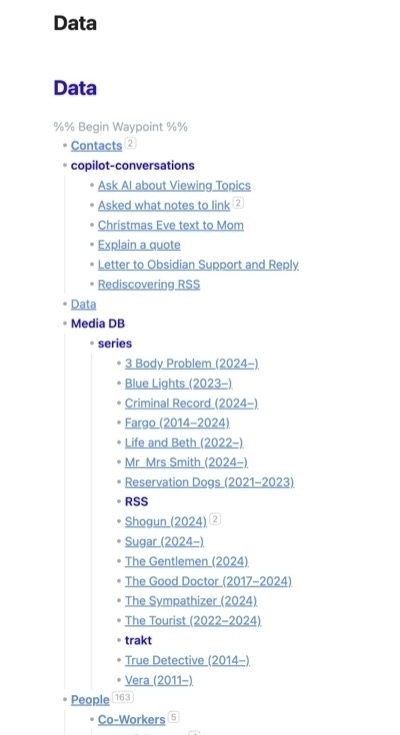 Data
Data
%% Begin Waypoint %%
Contacts 2
copilot-conversations
Ask AI about Viewing Topics
Asked what notes to link 2
Christmas Eve text to Mom
Explain a quote
Letter to Obsidian Support and Reply
Rediscovering RSS
Data
Media DB
series
3 Body Problem (2024–)
Blue Lights (2023–)
Criminal Record (2024–)
Fargo (2014–2024)
Life and Beth (2022–)
Mr Mrs Smith (2024–)
Reservation Dogs (2021–2023)
RSS
Shogun (2024) 2
Sugar (2024–)
The Gentlemen (2024)
The Good Doctor (2017–2024)
The Sympathizer (2024)
The Tourist (2022–2024)
trakt
True Detective (2014–)
Vera (2011–)
People 163
Co-Workers 5